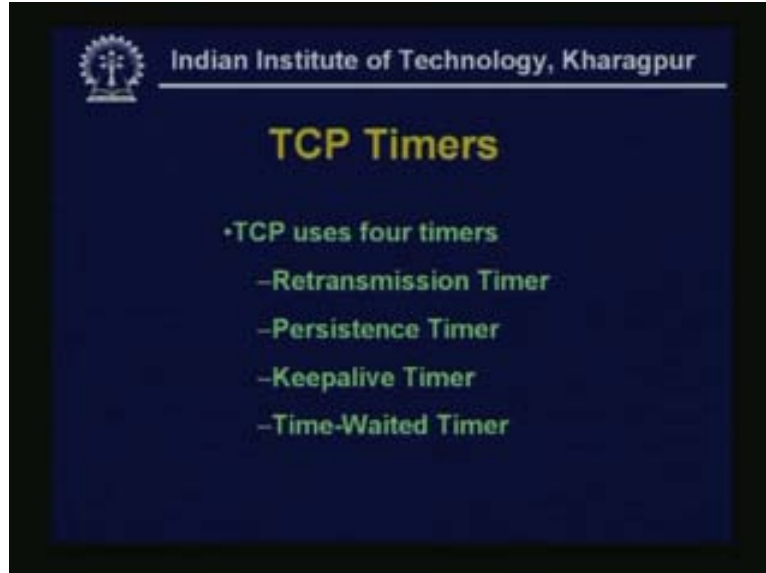 Indian Institute of Technology, Kharagpur
TCP Timers
•TCP uses four timers
–Retransmission Timer
–Persistence Timer
–Keepalive Timer
–Time-Waited Timer